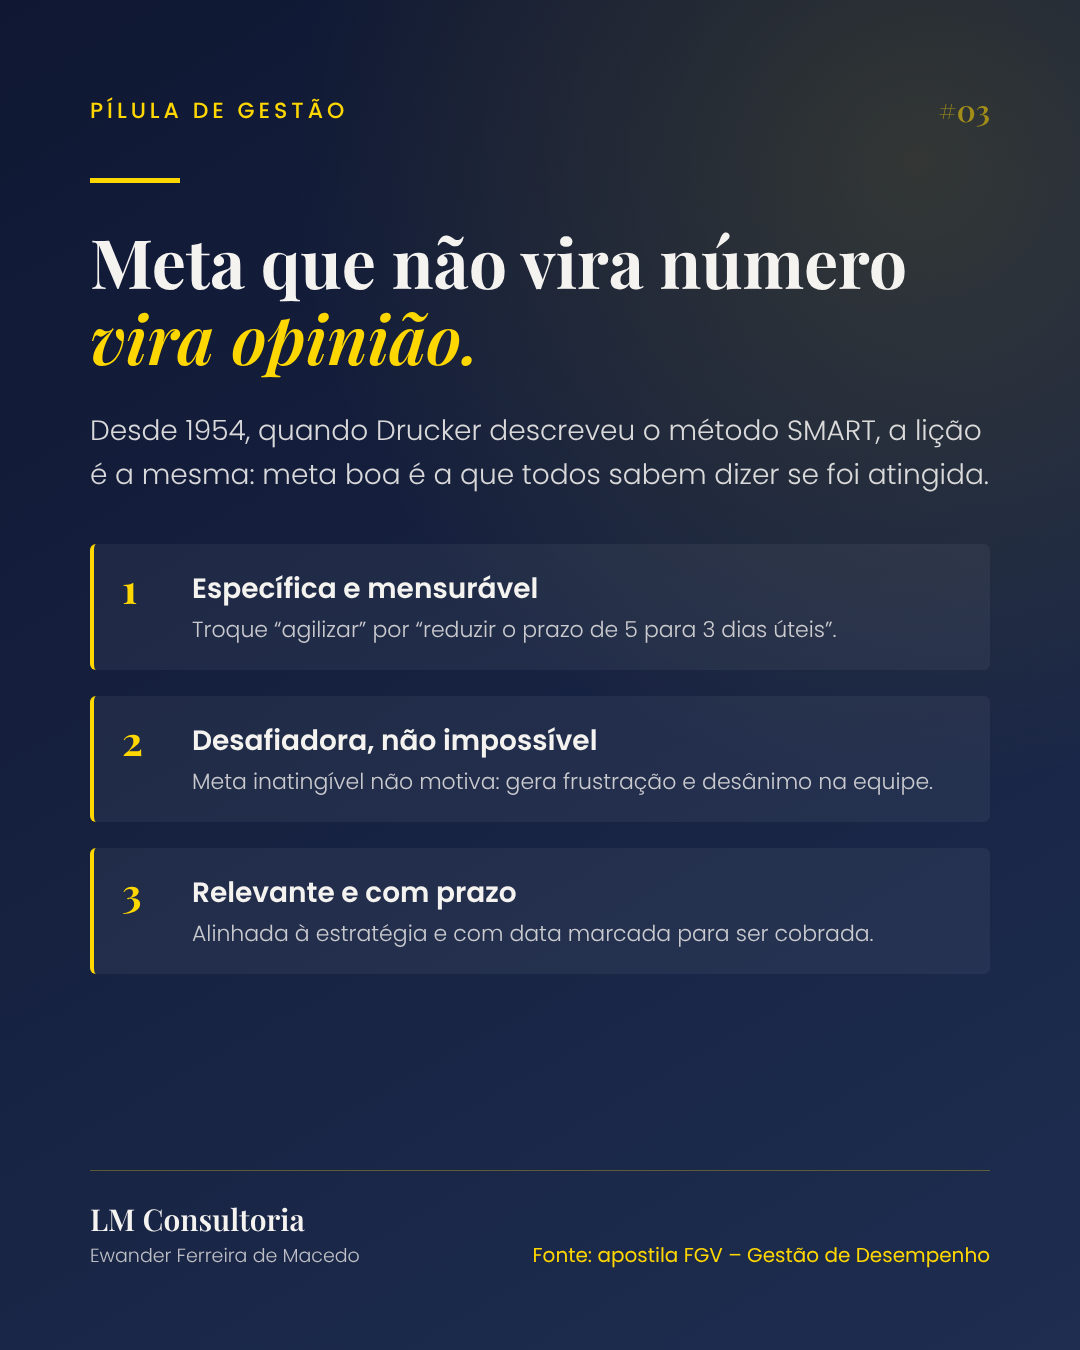 PÍLULA DE GESTÃO
#03
Meta que não vira número
vira opinião.
Desde 1954, quando Drucker descreveu o método SMART, a lição
é a mesma: meta boa é a que todos sabem dizer se foi atingida.
1
Específica e mensurável
Troque “agilizar” por “reduzir o prazo de 5 para 3 dias úteis”.
2
Desafiadora, não impossível
Meta inatingível não motiva: gera frustração e desânimo na equipe.
3
Relevante e com prazo
Alinhada à estratégia e com data marcada para ser cobrada.
LM Consultoria
Ewander Ferreira de Macedo
Fonte: apostila FGV – Gestão de Desempenho